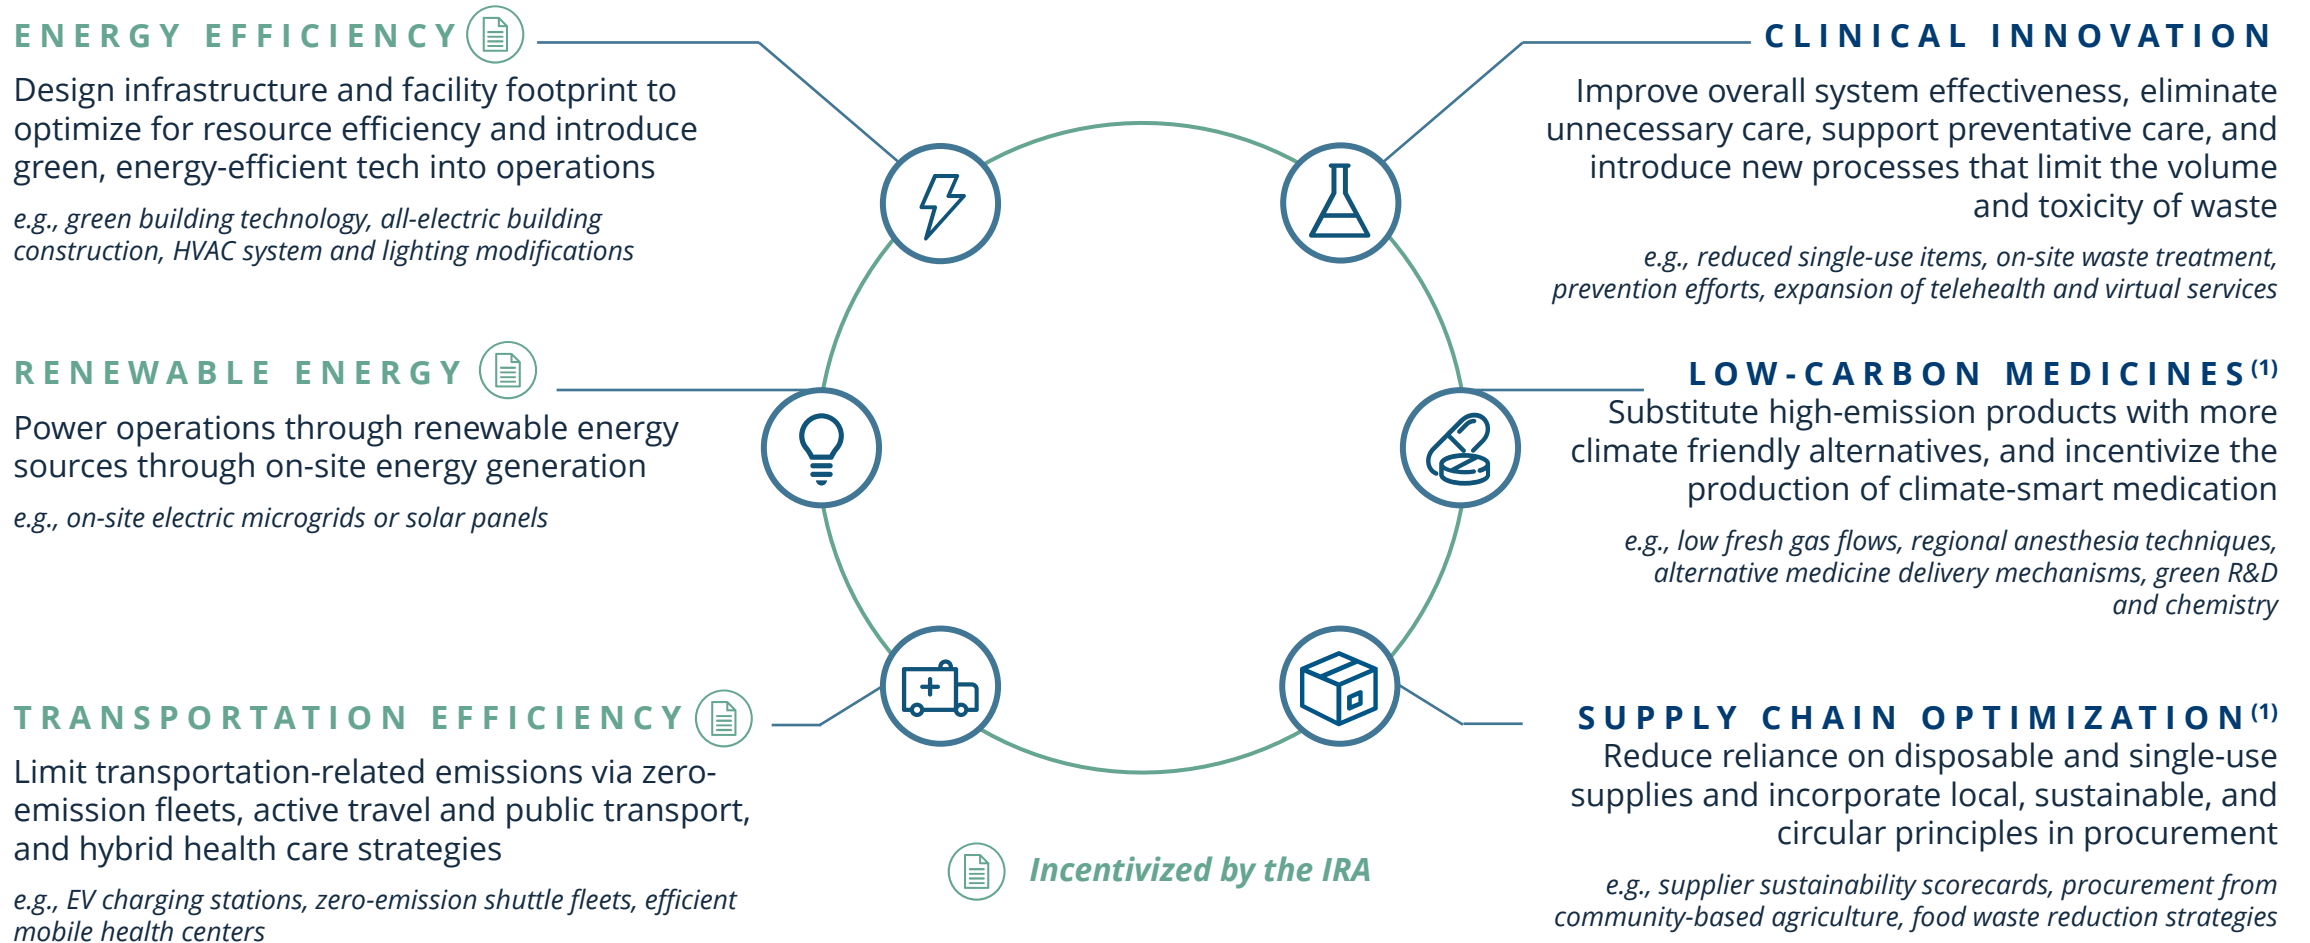 ENERGY EFFICIENCY
Design infrastructure and facility footprint to
optimize for resource efficiency and introduce
green, energy-efficient tech into operations
e.g., green building technology, all-electric building
construction, HVAC system and lighting modifications
RENEWABLE ENERGY
Power operations through renewable energy
sources through on-site energy generation
e.g., on-site electric microgrids or solar panels
TRANSPORTATION EFFICIENCY
Limit transportation-related emissions via zero-
emission fleets, active travel and public transport,
and hybrid health care strategies
e.g., EV charging stations, zero-emission shuttle fleets, efficient
mobile health centers
CLINICAL INNOVATION
Improve overall system effectiveness, eliminate
unnecessary care, support preventative care, and
introduce new processes that limit the volume
and toxicity of waste
e.g., reduced single-use items, on-site waste treatment,
prevention efforts, expansion of telehealth and virtual services
LOW-CARBON MEDICINES(1)
Substitute high-emission products with more
climate friendly alternatives, and incentivize the
production of climate-smart medication
e.g., low fresh gas flows, regional anesthesia techniques,
alternative medicine delivery mechanisms, green R&D
and chemistry
SUPPLY CHAIN OPTIMIZATION(1)
Reduce reliance on disposable and single-use
supplies and incorporate local, sustainable, and
circular principles in procurement
e.g., supplier sustainability scorecards, procurement from
community-based agriculture, food waste reduction strategies
Incentivized by the IRA